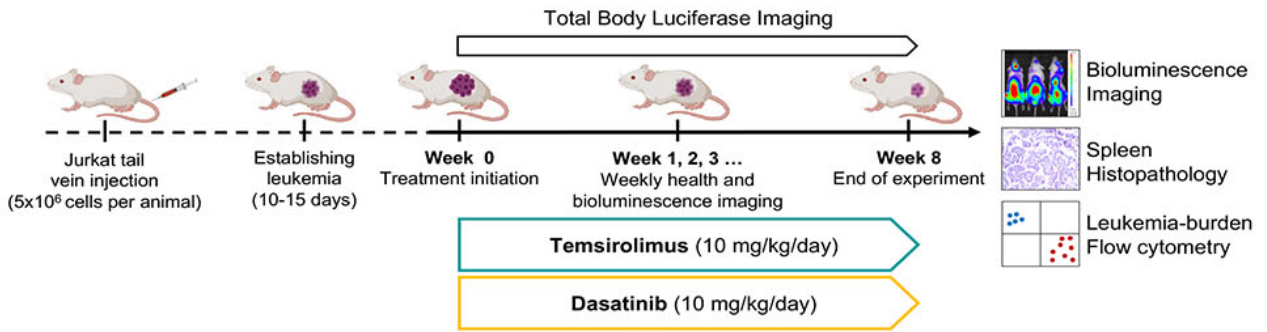 Total Body Luciferase Imaging
Jurkat tail
vein injection
(5x10⁶ cells per animal)
Establishing
leukemia
(10-15 days)
Week 0
Treatment initiation
Week 1, 2, 3 ...
Weekly health and
bioluminescence imaging
Week 8
End of experiment
Temsirolimus (10 mg/kg/day)
Dasatinib (10 mg/kg/day)
Bioluminescence
Imaging
Spleen
Histopathology
Leukemia-burden
Flow cytometry